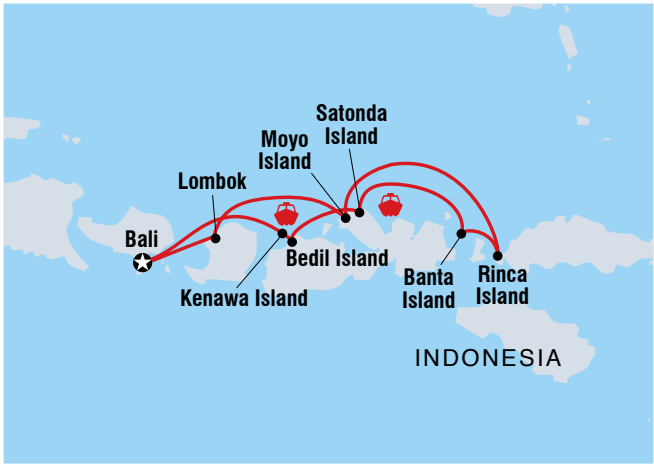 Satonda
Island
Moyo
Island
Lombok
Bali
Bedil Island
Kenawa Island
Banta
Island
Rinca
Island
INDONESIA